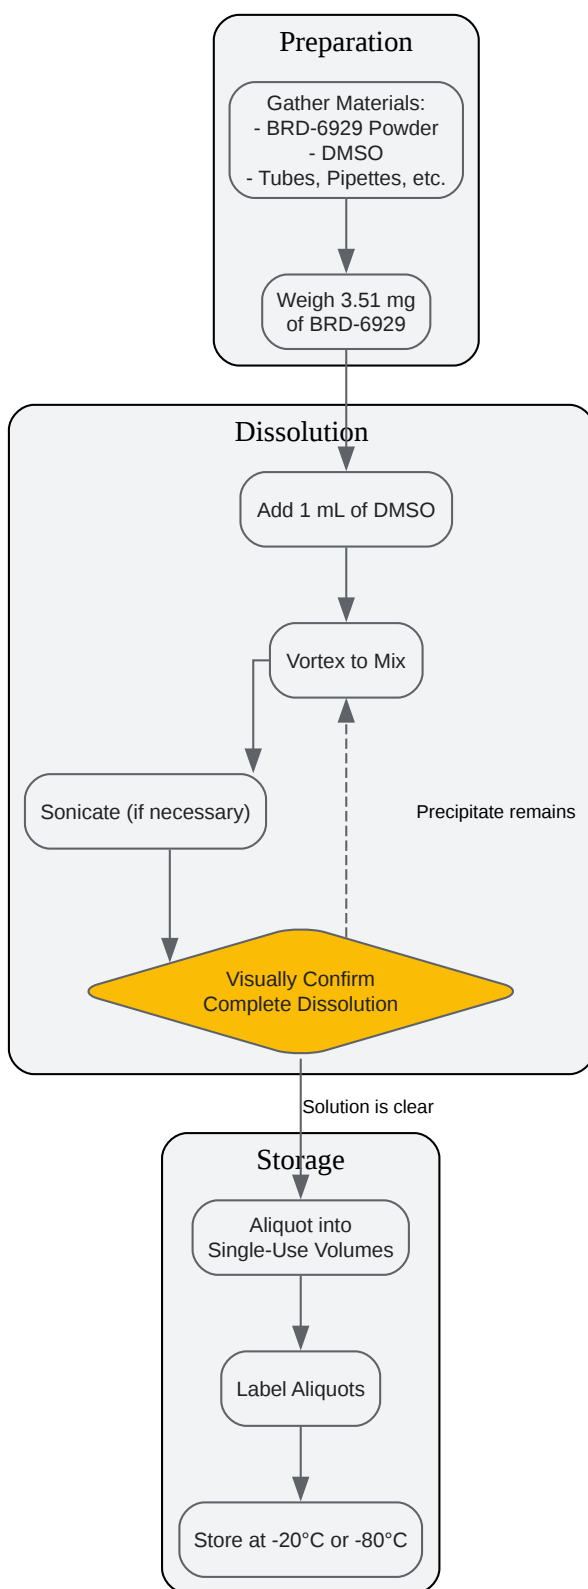 Preparation
Gather Materials:
- BRD-6929 Powder
- DMSO
- Tubes, Pipettes, etc.
Weigh 3.51 mg
of BRD-6929
Dissolution
Add 1 mL of DMSO
Vortex to Mix
Sonicate (if necessary)
Precipitate remains
Visually Confirm
Complete Dissolution
Solution is clear
Storage
Aliquot into
Single-Use Volumes
Label Aliquots
Store at -20°C or -80°C